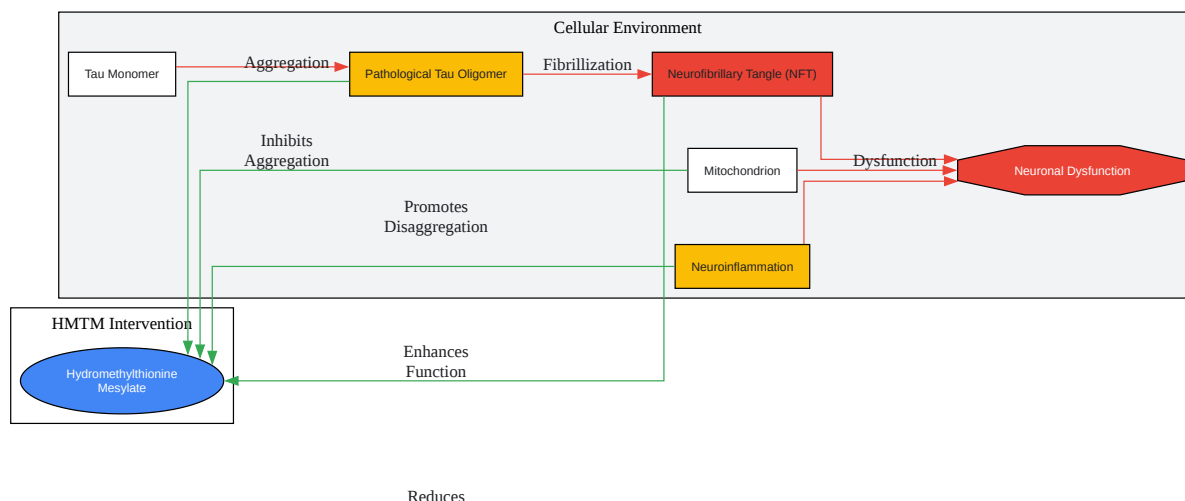 Cellular Environment
Tau Monomer
Aggregation
Pathological Tau Oligomer
Fibrillization
Neurofibrillary Tangle (NFT)
Inhibits
Aggregation
Mitochondrion
Dysfunction
Neuronal Dysfunction
Promotes
Disaggregation
Neuroinflammation
HMTM Intervention
Hydromethylthionine
Mesylate
Enhances
Function
Reduces